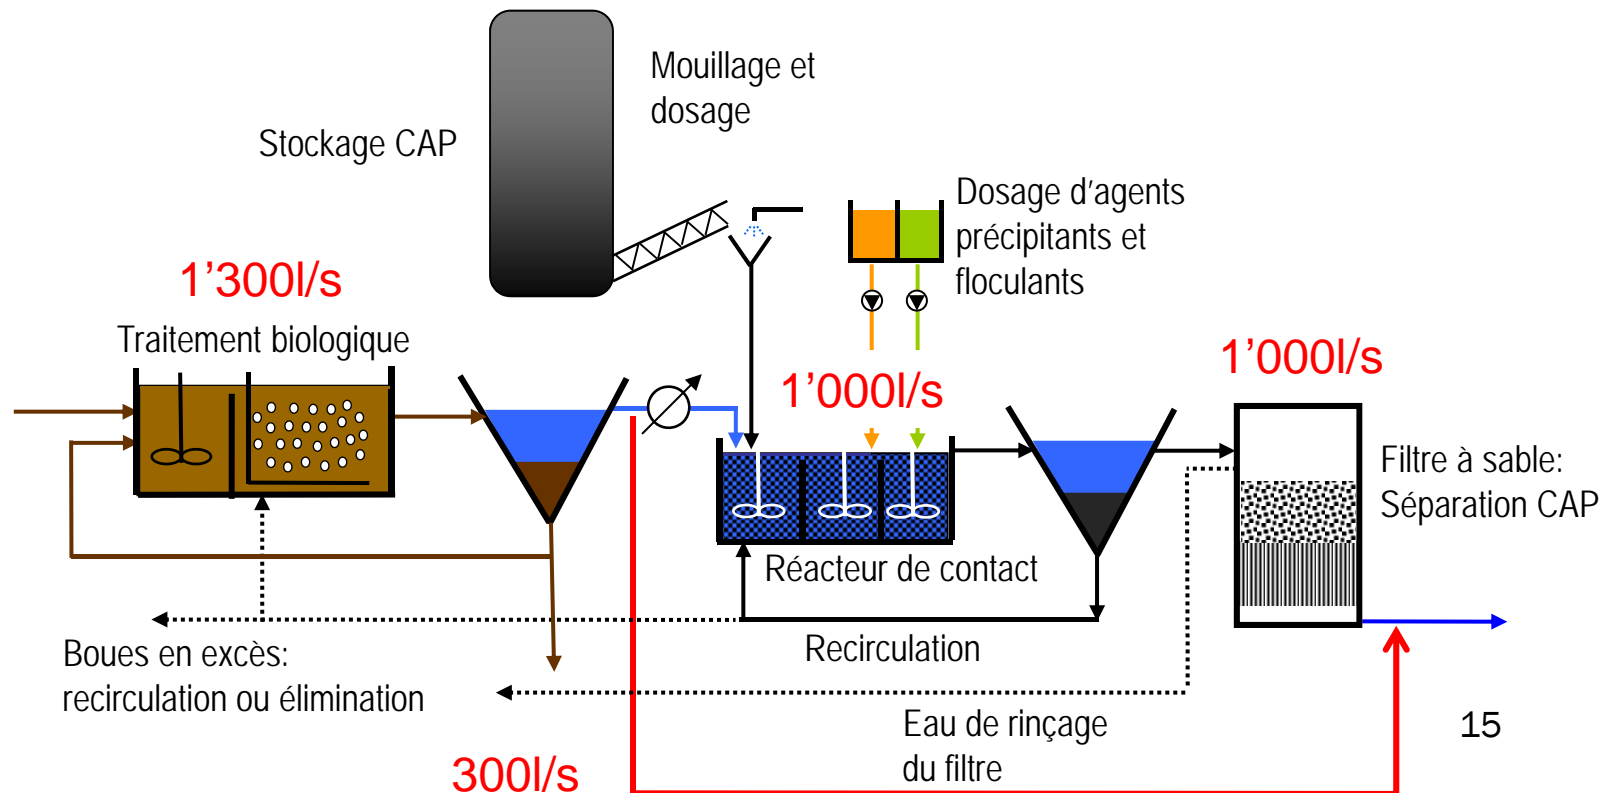 Mouillage et
dosage
Stockage CAP
Dosage d'agents
précipitants et
floculants
1'300l/s
Traitement biologique
1'000l/s
1'000l/s
Filtre à sable:
Séparation CAP
Réacteur de contact
Recirculation
Boues en excès:
recirculation ou élimination
Eau de rinçage
du filtre
15
300l/s